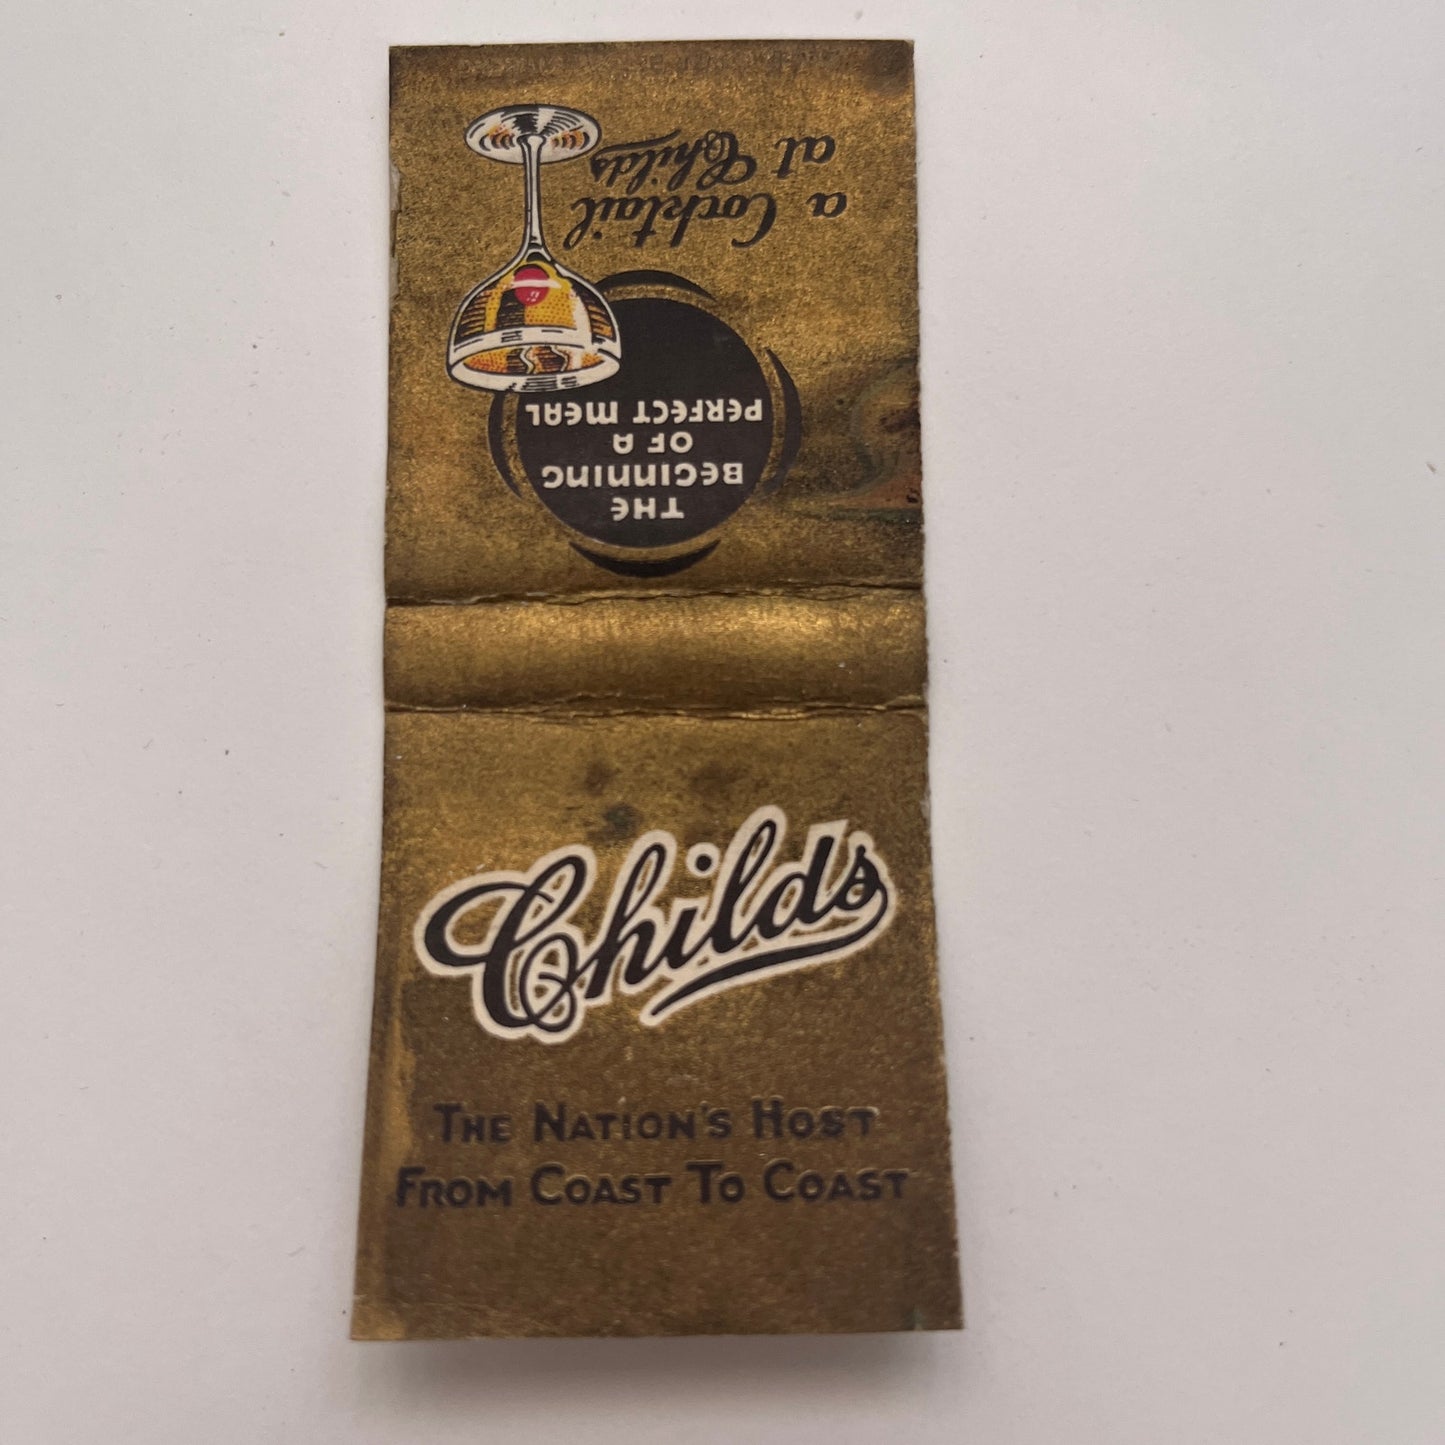 a Cocktail
at Childs
THE
BEGINNING
OF A
PERFECT MEAL
Childs
THE NATION'S HOST
FROM COAST TO COAST